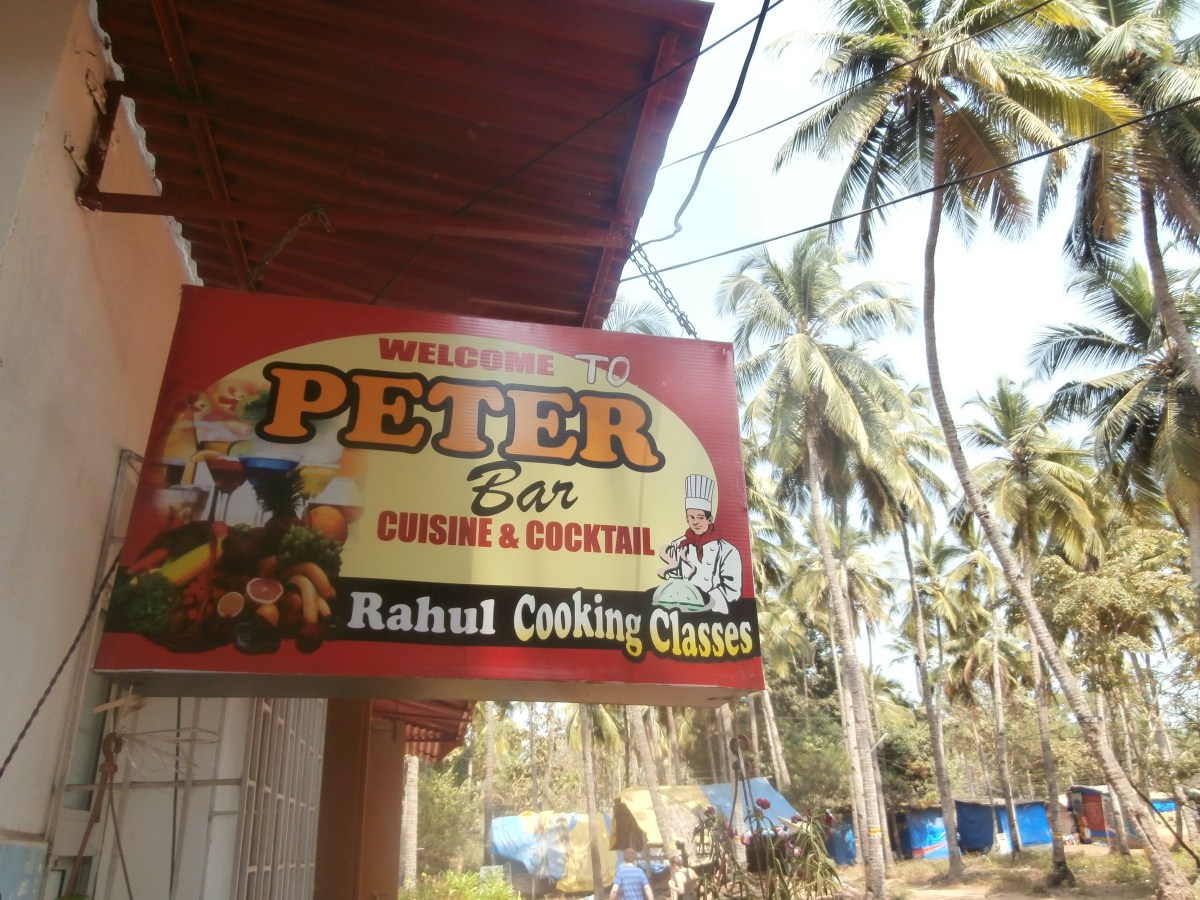 WELCOME TO
PETER
Bar
CUISINE & COCKTAIL
Rahul Cooking Classes